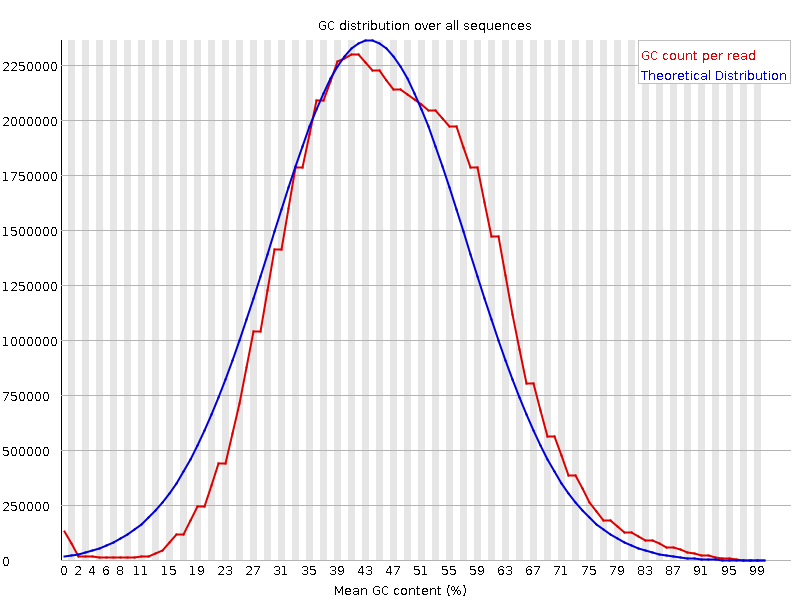 GC distribution over all sequences
GC count per read
Theoretical Distribution
2250000
2000000
1750000
1500000
1250000
1000000
750000
500000
250000
0
0 2 4 6 8 11 15 19 23 27 31 35 39 43 47 51 55 59 63 67 71 75 79 83 87 91 95 99
Mean GC content (%)